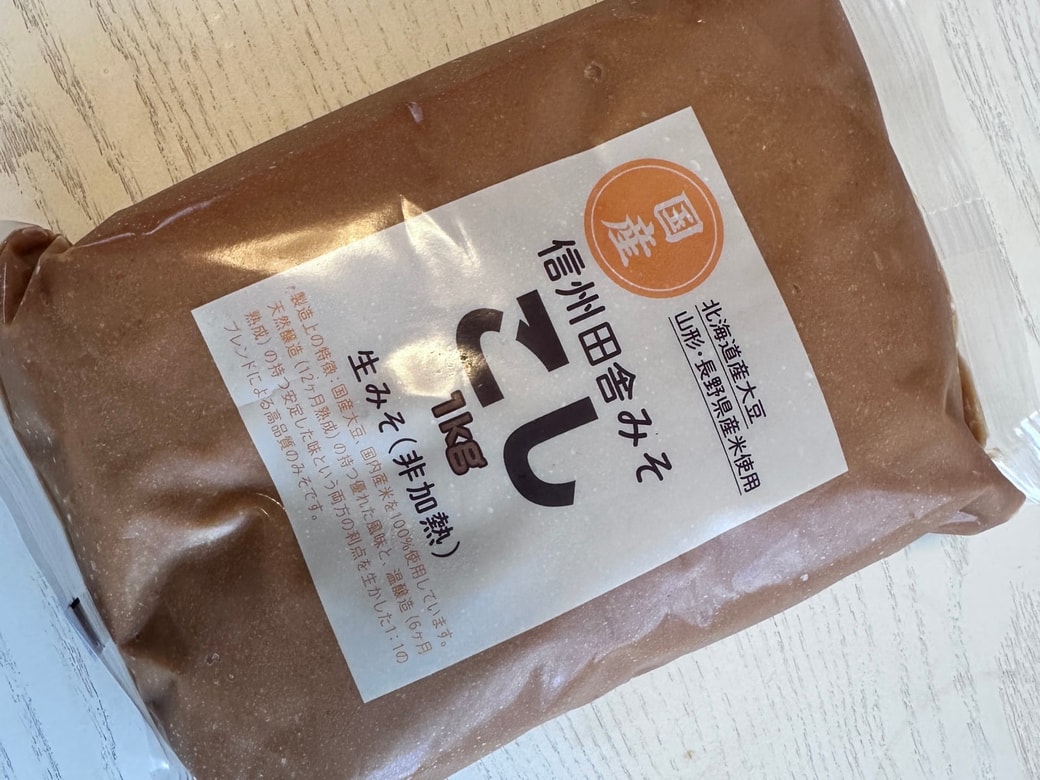 国産
北海道産大豆
山形・長野県産米使用
信州田舎みそ
こし
1kg
生みそ(非加熱)
*製造上の特徴:国産大豆、国内産米を100%使用しています。
天然醸造(12ヶ月熟成)の持つ優れた風味と、温醸造(6ヶ月
熟成)の持つ安定した味という両方の利点を生かした1:1の
ブレンドによる高品質のみそです。